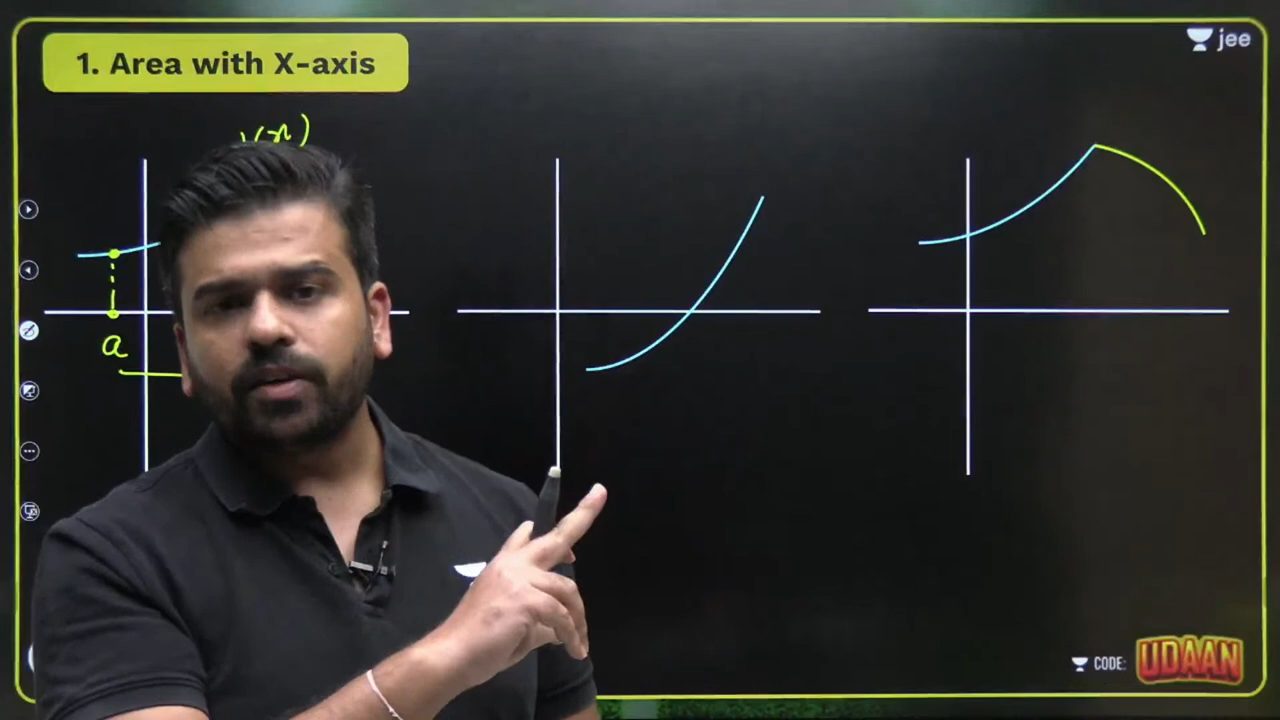 1. Area with X-axis
jee
(x)
a
CODE:
UDAAN